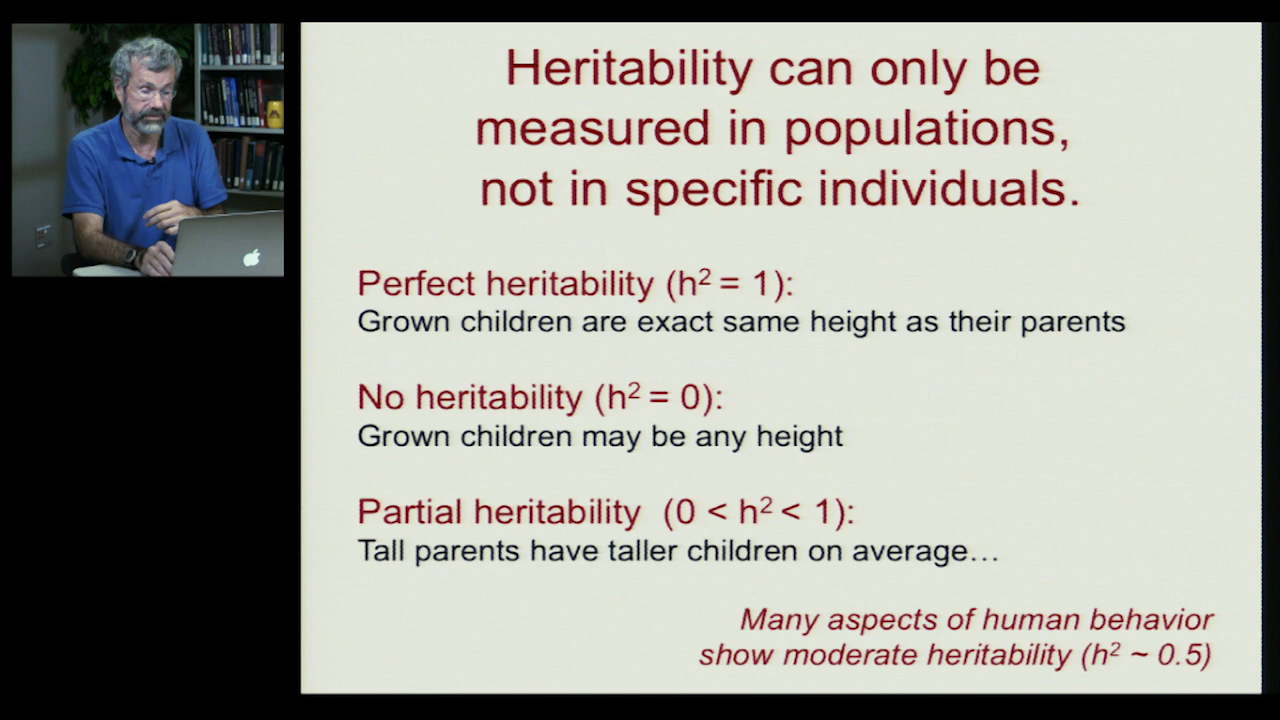 Heritability can only be
measured in populations,
not in specific individuals.
Perfect heritability (h² = 1):
Grown children are exact same height as their parents
No heritability (h² = 0):
Grown children may be any height
Partial heritability (0 < h² < 1):
Tall parents have taller children on average…
Many aspects of human behavior
show moderate heritability (h² ~ 0.5)